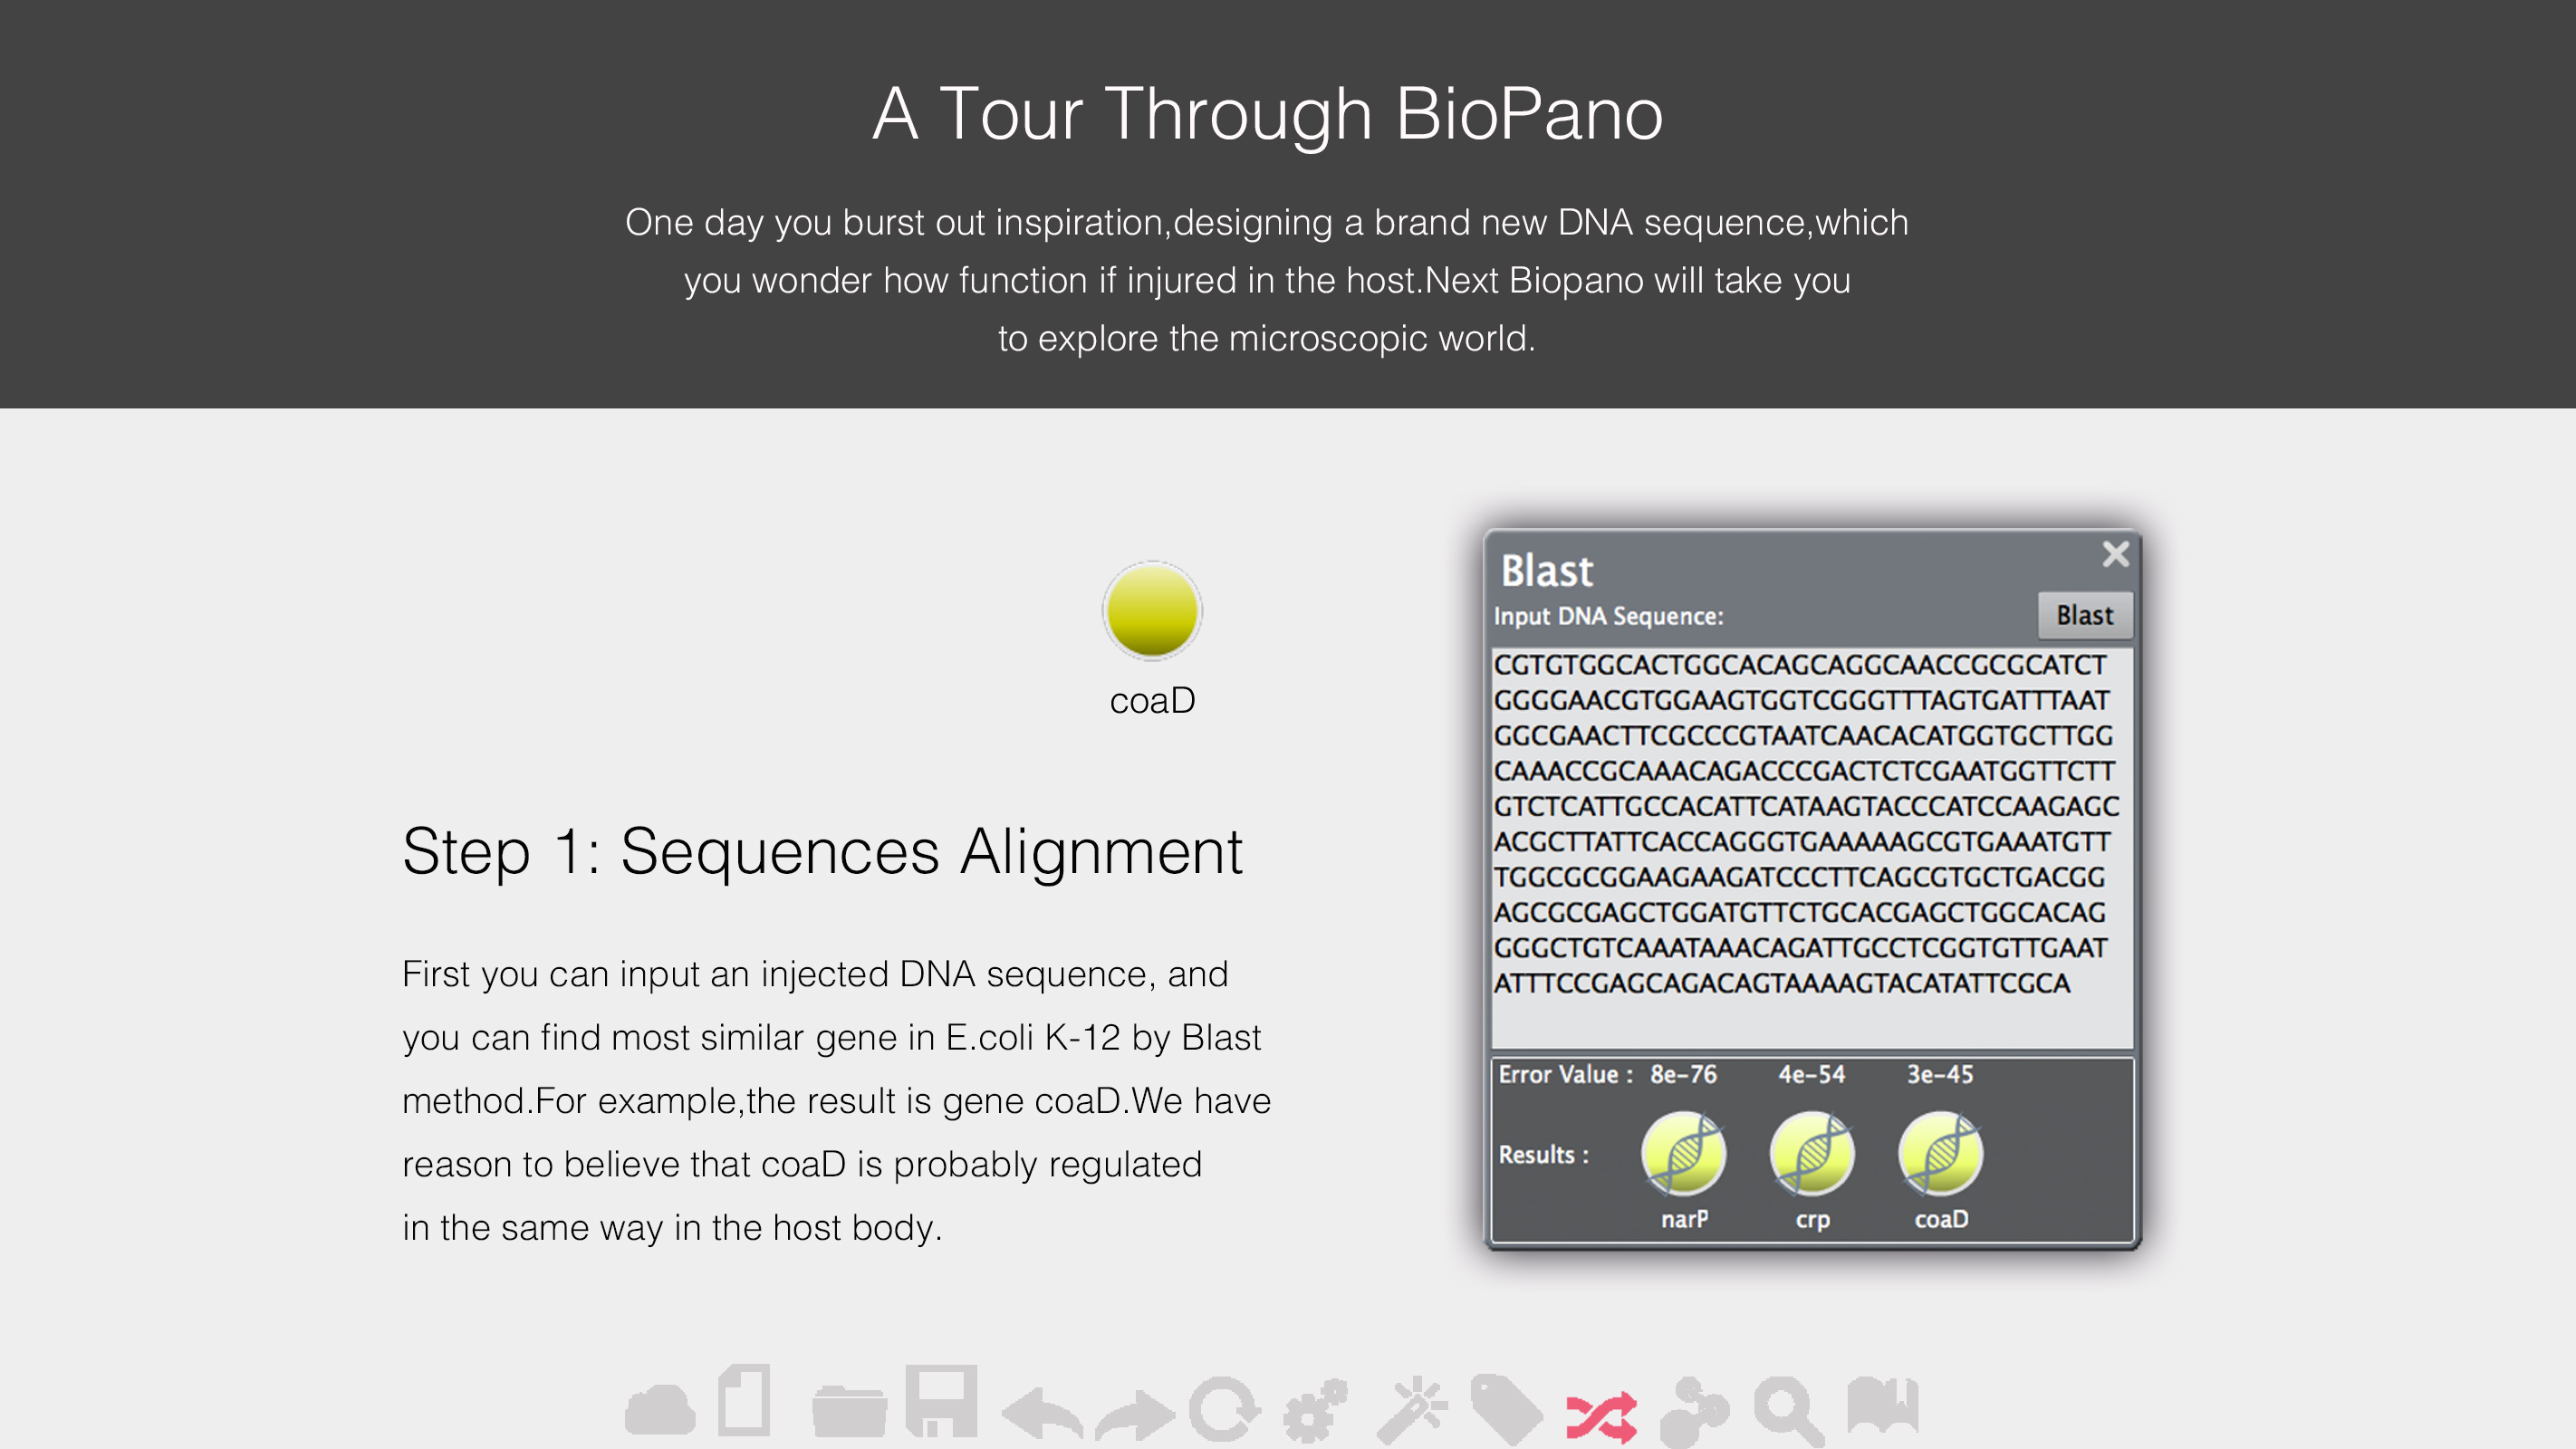 A Tour Through BioPano
One day you burst out inspiration,designing a brand new DNA sequence,which
you wonder how function if injured in the host.Next Biopano will take you
to explore the microscopic world.
coaD
Step 1: Sequences Alignment
First you can input an injected DNA sequence, and
you can find most similar gene in E.coli K-12 by Blast
method.For example,the result is gene coaD.We have
reason to believe that coaD is probably regulated
in the same way in the host body.
Blast
Input DNA Sequence:
Blast
CGTGTGGCACTGGCACAGCAGGCAACCGCGCATCT
GGGGAACGTGGAAGTGGTCGGGTTTAGTGATTTAAT
GGCGAACTTCGCCCGTAATCAACACATGGTGCTTGG
CAAACCGCAAACAGACCCGACTCTCGAATGGTTCTT
GTCTCATTGCCACATTCATAAGTACCCATCCAAGAGC
ACGCTTATTCACCAGGGTGAAAAAGCGTGAAATGTT
TGGCGCGGAAGAAGATCCCTTCAGCGTGCTGACGG
AGCGCGAGCTGGATGTTCTGCACGAGCTGGCACAG
GGGCTGTCAAATAAACAGATTGCCTCGGTGTTGAAT
ATTTCCGAGCAGACAGTAAAAGTACATATTCGCA
Error Value : 8e-76 4e-54 3e-45
Results :
narP crp coaD